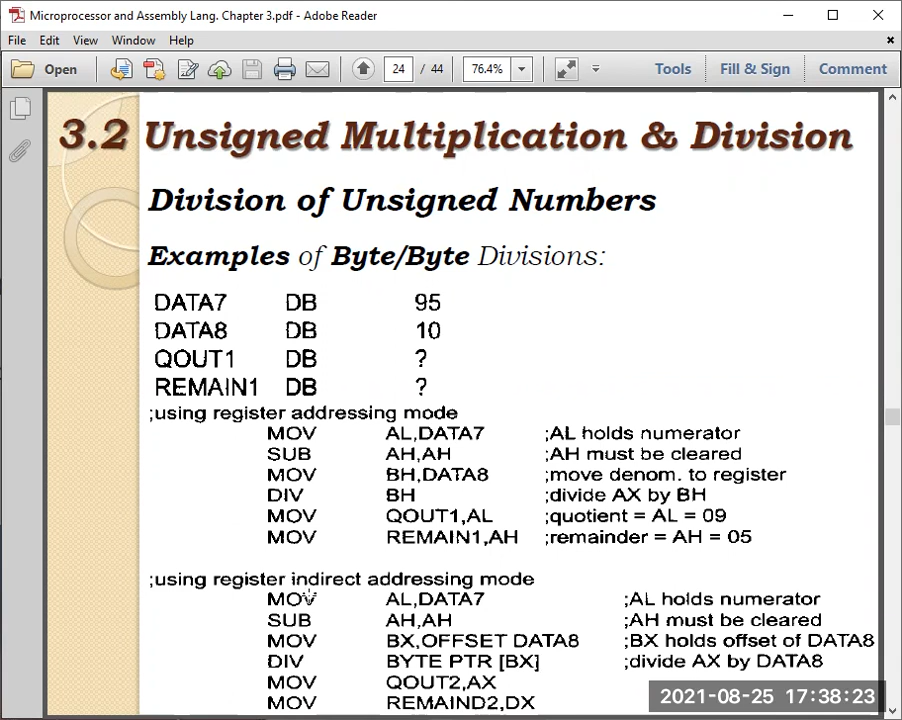 Microprocessor and Assembly Lang. Chapter 3.pdf - Adobe Reader
File Edit View Window Help
Open 24 / 44 76.4% Tools Fill & Sign Comment
3.2 Unsigned Multiplication & Division
Division of Unsigned Numbers
Examples of Byte/Byte Divisions:
DATA7 DB 95
DATA8 DB 10
QOUT1 DB ?
REMAIN1 DB ?
;using register addressing mode
MOV AL,DATA7 ;AL holds numerator
SUB AH,AH ;AH must be cleared
MOV BH,DATA8 ;move denom. to register
DIV BH ;divide AX by BH
MOV QOUT1,AL ;quotient = AL = 09
MOV REMAIN1,AH ;remainder = AH = 05
;using register indirect addressing mode
MOV AL,DATA7 ;AL holds numerator
SUB AH,AH ;AH must be cleared
MOV BX,OFFSET DATA8 ;BX holds offset of DATA8
DIV BYTE PTR [BX] ;divide AX by DATA8
MOV QOUT2,AX
MOV REMAIND2,DX
2021-08-25 17:38:23